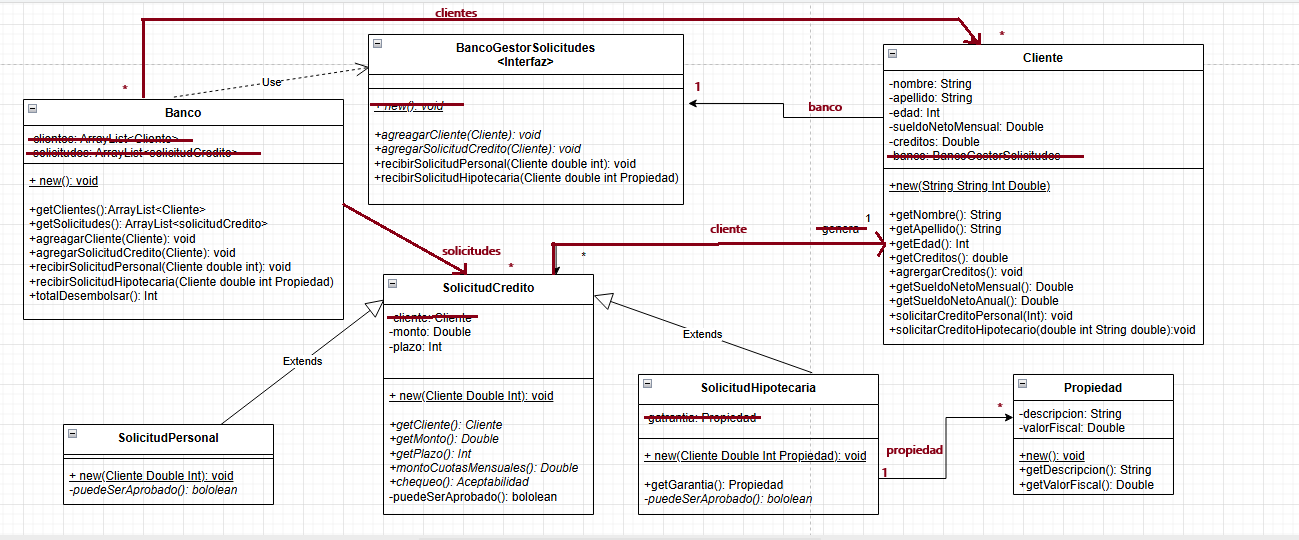 clientes
*
*
BancoGestorSolicitudes
<Interfaz>
+ new(): void
+agreagarCliente(Cliente): void
+agregarSolicitudCredito(Cliente): void
+recibirSolicitudPersonal(Cliente double int): void
+recibirSolicitudHipotecaria(Cliente double int Propiedad)
Use
1
banco
Cliente
-nombre: String
-apellido: String
-edad: Int
-sueldoNetoMensual: Double
-creditos: Double
-banco: BancoGestorSolicitudes
+new(String String Int Double)
+getNombre(): String
+getApellido(): String
+getEdad(): Int
+getCreditos(): double
+agrergarCreditos(): void
+getSueldoNetoMensual(): Double
+getSueldoNetoAnual(): Double
+solicitarCreditoPersonal(Int): void
+solicitarCreditoHipotecario(double int String double):void
Banco
-clientes: ArrayList<Cliente>
-solicitudes: ArrayList<solicitudCredito>
+ new(): void
+getClientes():ArrayList<Cliente>
+getSolicitudes(): ArrayList<solicitudCredito>
+agreagarCliente(Cliente): void
+agregarSolicitudCredito(Cliente): void
+recibirSolicitudPersonal(Cliente double int): void
+recibirSolicitudHipotecaria(Cliente double int Propiedad)
+totalDesembolsar(): Int
cliente
genera
1
solicitudes
*
*
SolicitudCredito
-cliente: Cliente
-monto: Double
-plazo: Int
+ new(Cliente Double Int): void
+getCliente(): Cliente
+getMonto(): Double
+getPlazo(): Int
+montoCuotasMensuales(): Double
+chequeo(): Aceptabilidad
-puedeSerAprobado(): bololean
Extends
Extends
SolicitudPersonal
+ new(Cliente Double Int): void
-puedeSerAprobado(): bololean
SolicitudHipotecaria
-gatrantia: Propiedad
+ new(Cliente Double Int Propiedad): void
+getGarantia(): Propiedad
-puedeSerAprobado(): bololean
propiedad
1
*
Propiedad
-descripcion: String
-valorFiscal: Double
+new(): void
+getDescripcion(): String
+getValorFiscal(): Double